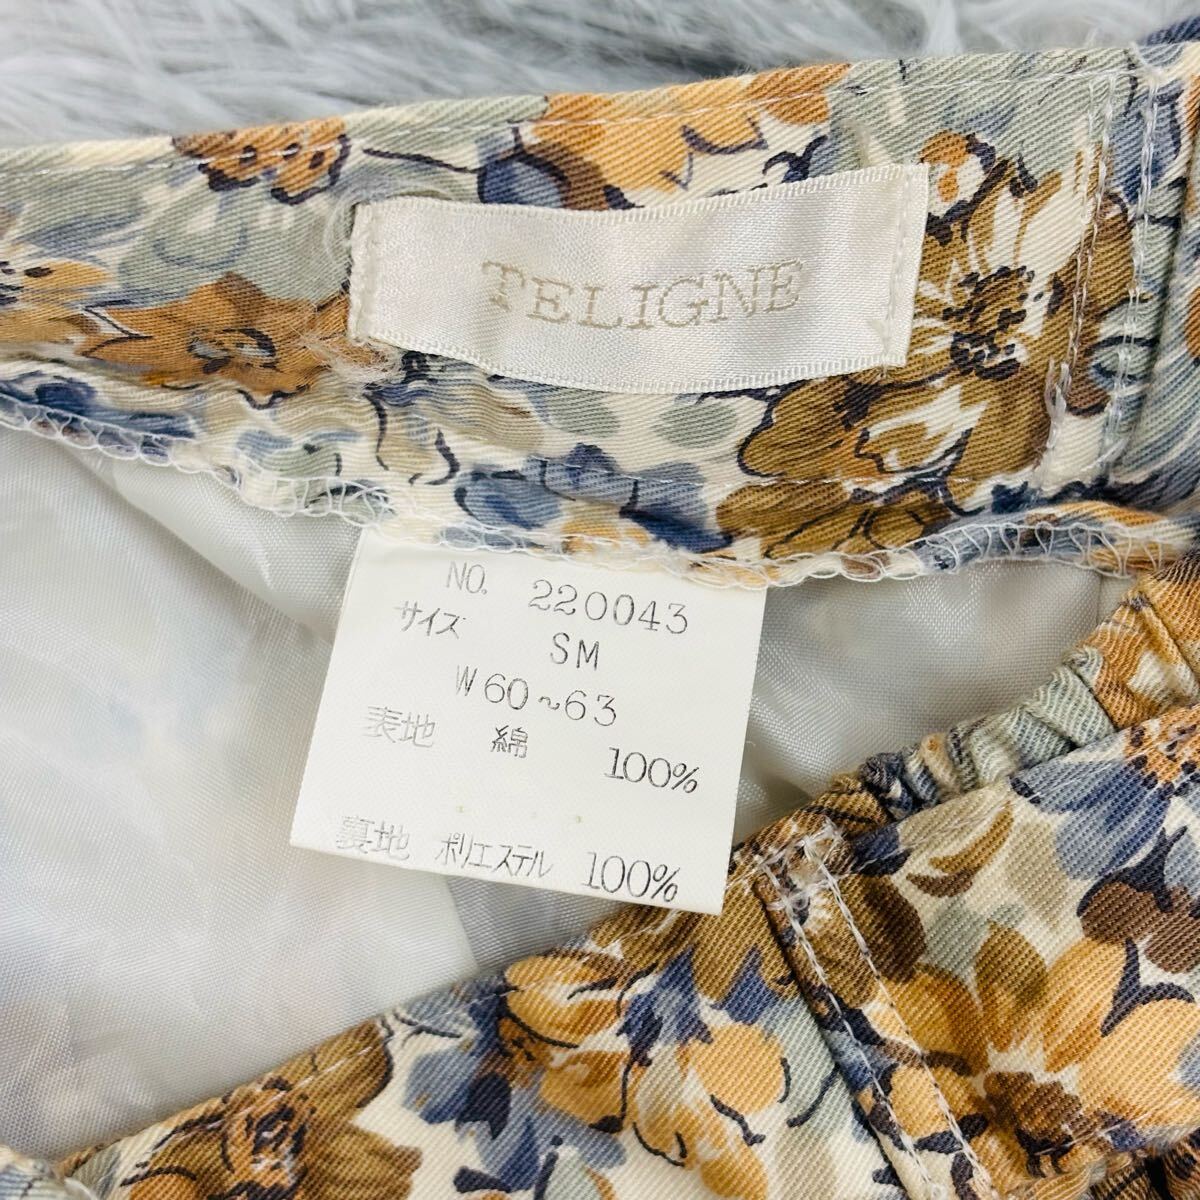 TELIGNE
NO. 220043
サイズ SM
W60~63
表地 綿 100%
裏地 ポリエステル 100%